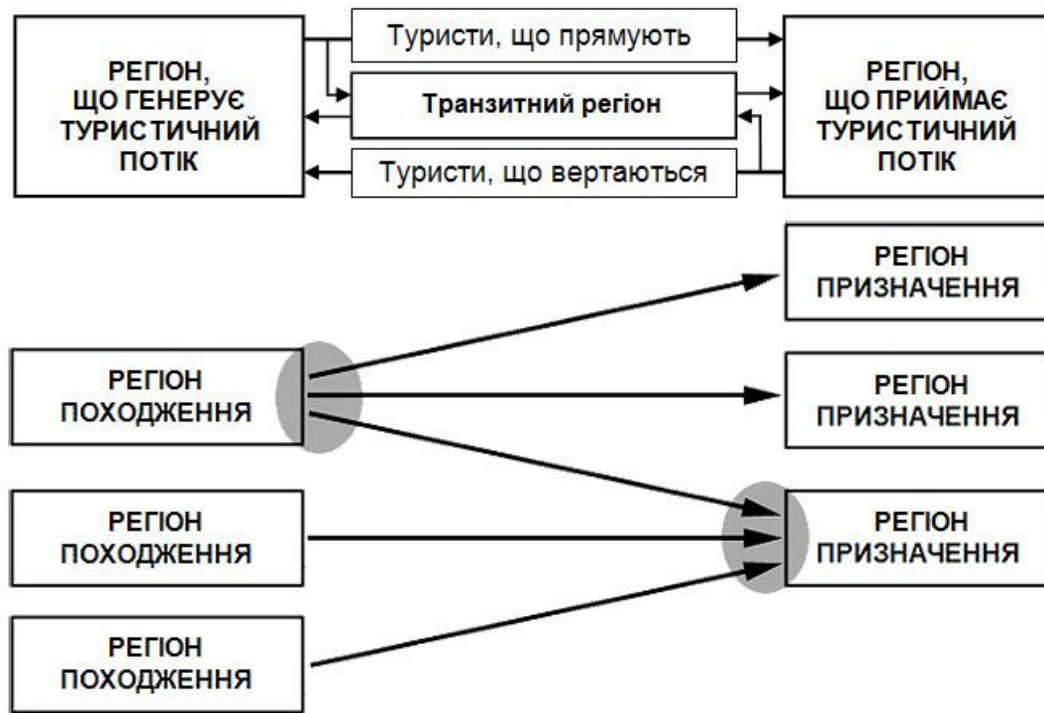 РЕГІОН,
ЩО ГЕНЕРУЄ
ТУРИСТИЧНИЙ
ПОТІК
Туристи, що прямують
Транзитний регіон
Туристи, що вертаються
РЕГІОН,
ЩО ПРИЙМАЄ
ТУРИСТИЧНИЙ
ПОТІК
РЕГІОН
ПРИЗНАЧЕННЯ
РЕГІОН
ПОХОДЖЕННЯ
РЕГІОН
ПРИЗНАЧЕННЯ
РЕГІОН
ПОХОДЖЕННЯ
РЕГІОН
ПРИЗНАЧЕННЯ
РЕГІОН
ПОХОДЖЕННЯ